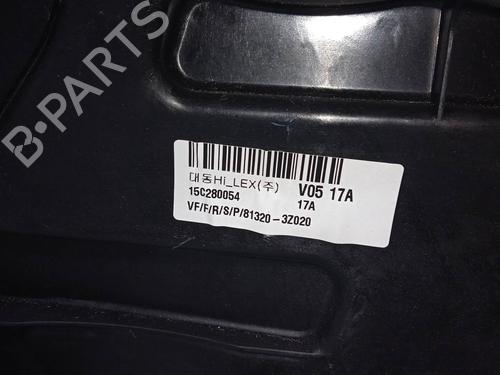 B-PARTS
대동Hi_LEX(주) V05 17A
15C280054 17A
VF/F/R/S/P/81320-3Z020